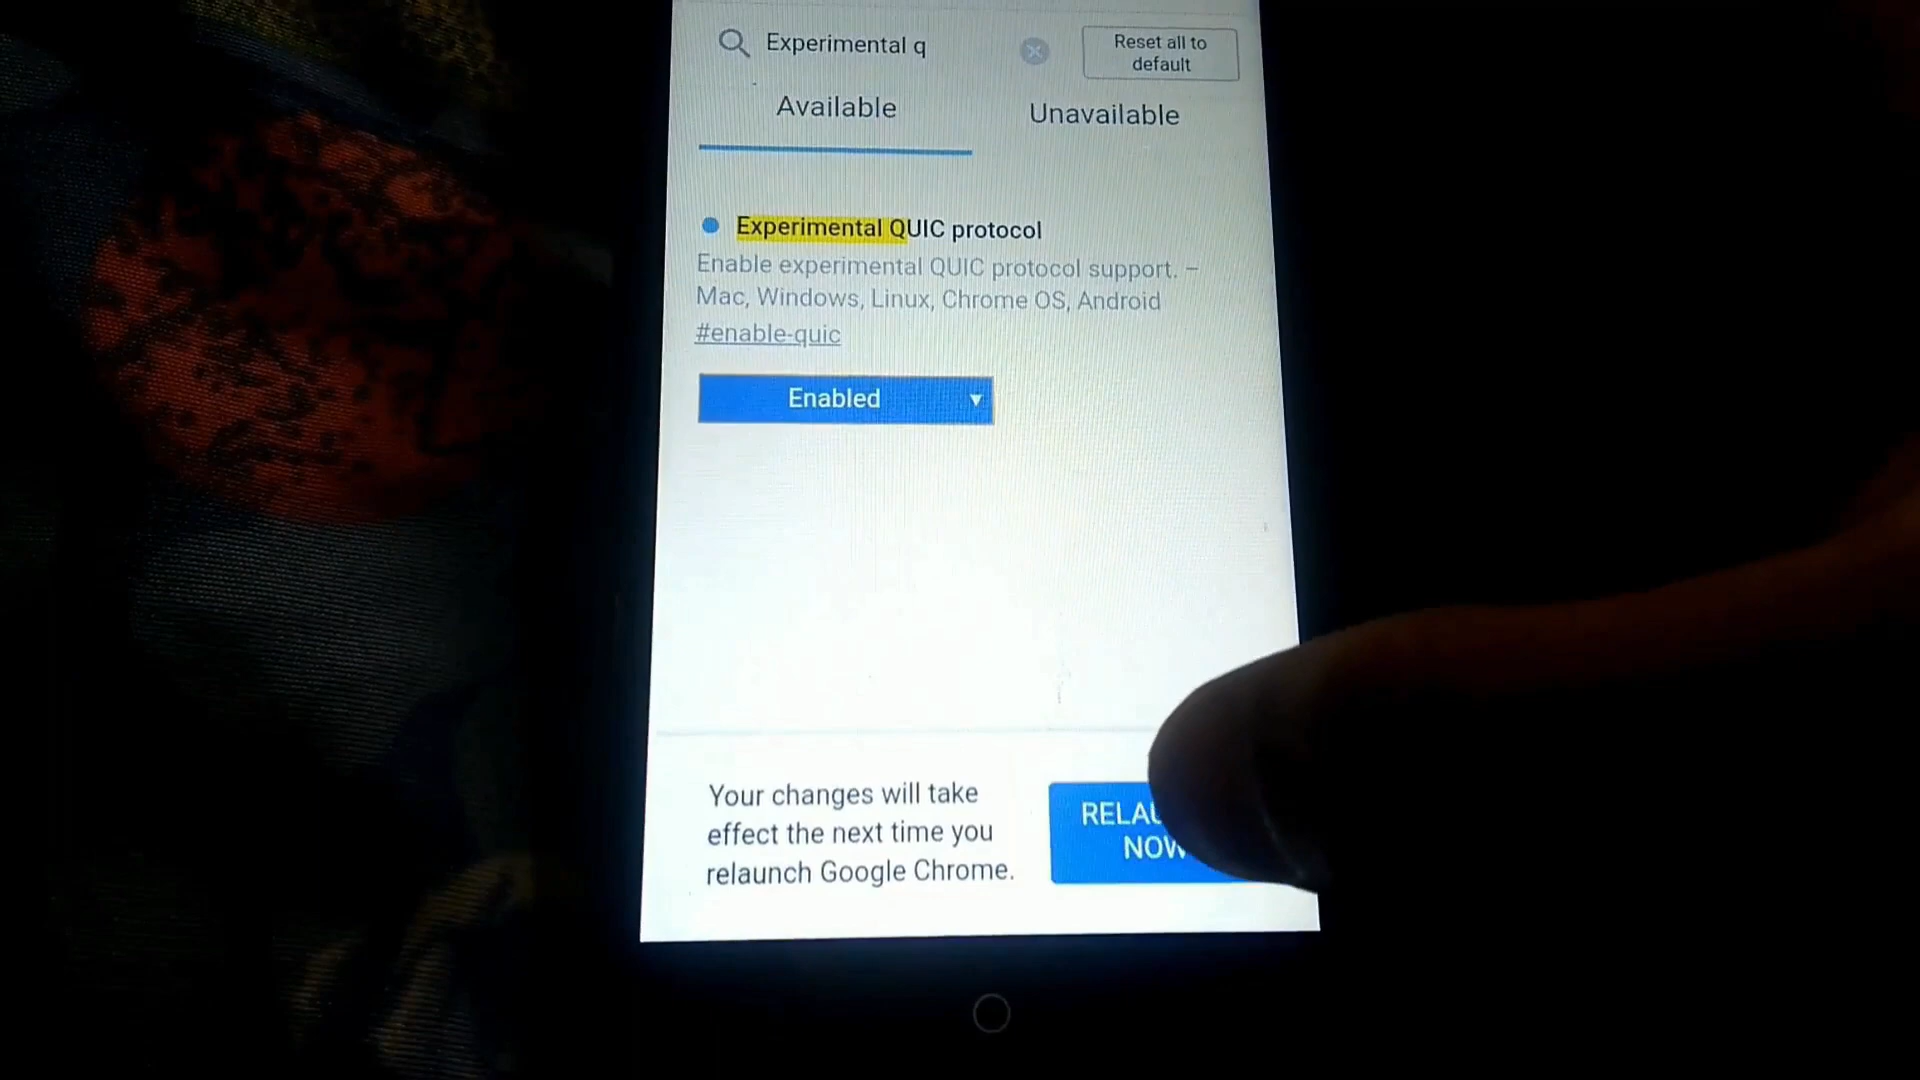 Experimental q
Reset all to
default
Available
Unavailable
Experimental QUIC protocol
Enable experimental QUIC protocol support. –
Mac, Windows, Linux, Chrome OS, Android
#enable-quic
Enabled
Your changes will take
effect the next time you
relaunch Google Chrome.
NOW